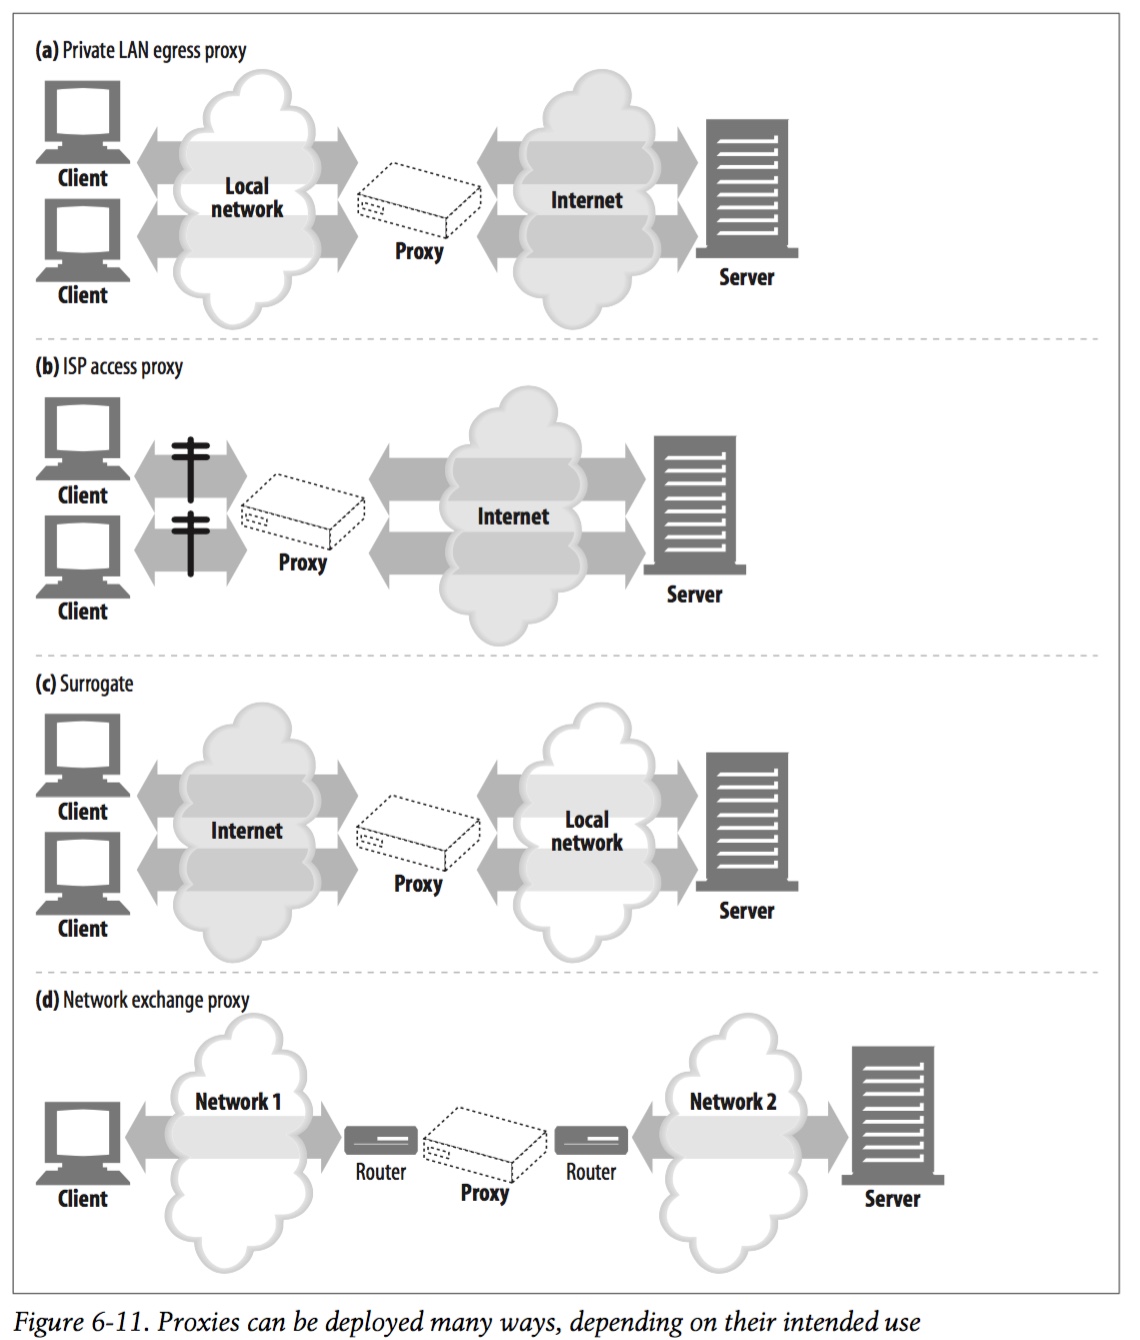 (a) Private LAN egress proxy
Client
Local
network
Client
Proxy
Internet
Server
(b) ISP access proxy
Client
Client
Proxy
Internet
Server
(c) Surrogate
Client
Client
Internet
Proxy
Local
network
Server
(d) Network exchange proxy
Client
Network 1
Router
Proxy
Router
Network 2
Server
Figure 6-11. Proxies can be deployed many ways, depending on their intended use